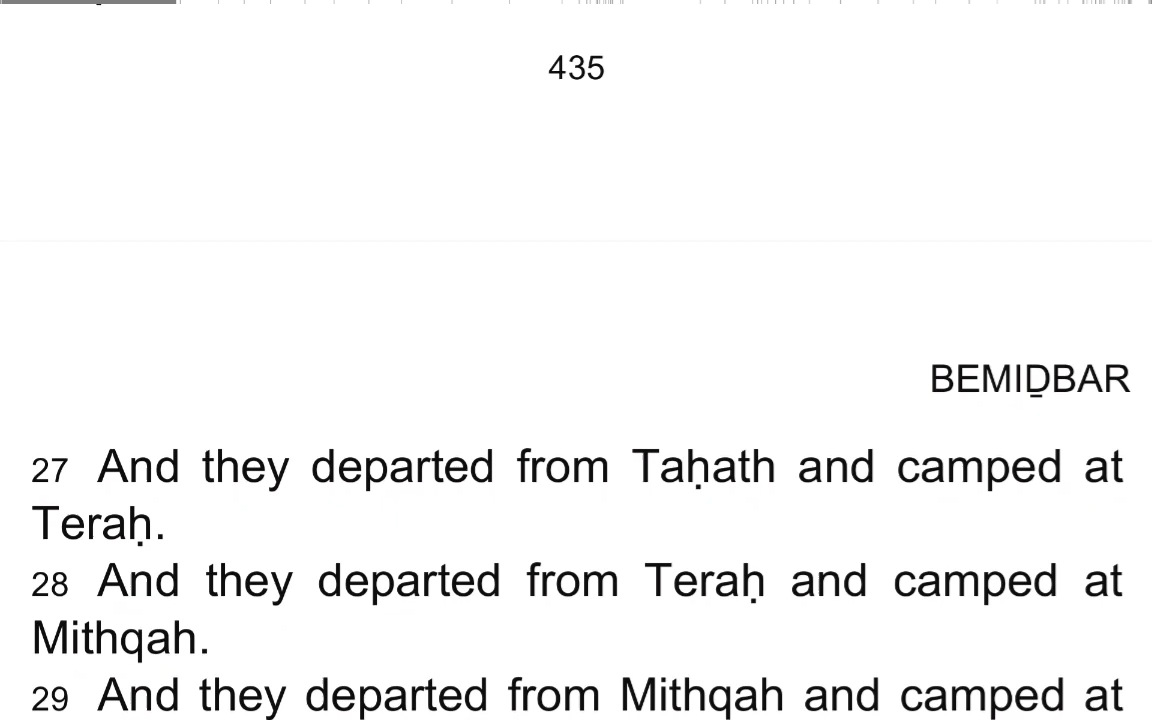 435
BEMIḎBAR
27 And they departed from Taḥath and camped at
Teraḥ.
28 And they departed from Teraḥ and camped at
Mithqah.
29 And they departed from Mithqah and camped at